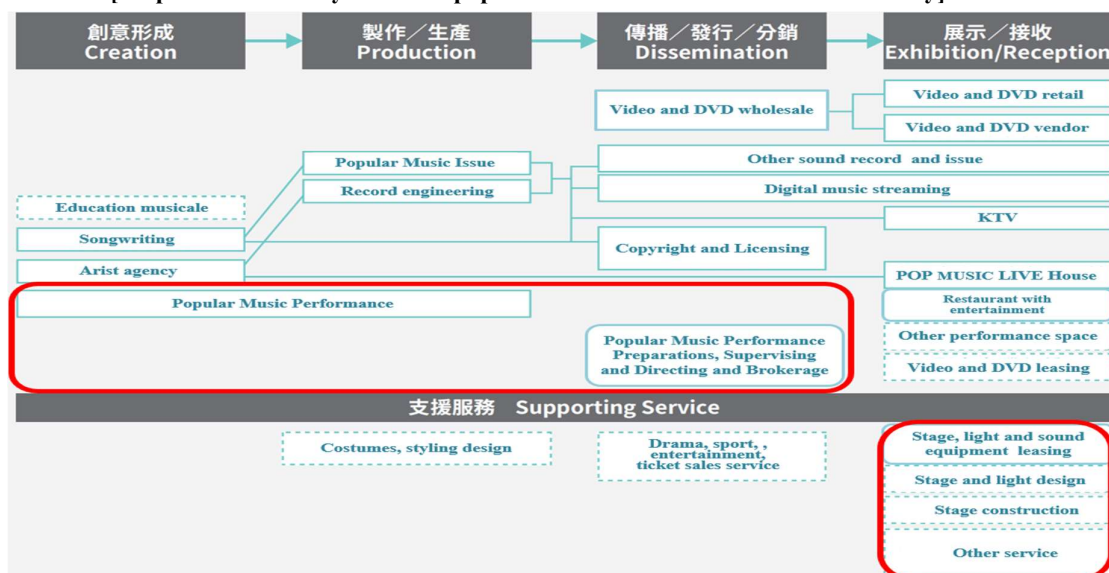 創意形成
Creation
製作／生產
Production
傳播／發行／分銷
Dissemination
展示／接收
Exhibition/Reception
Video and DVD wholesale
Video and DVD retail
Video and DVD vendor
Popular Music Issue
Record engineering
Other sound record and issue
Digital music streaming
Education musicale
Songwriting
KTV
Copyright and Licensing
Arist agency
POP MUSIC LIVE House
Popular Music Performance
Restaurant with
entertainment
Popular Music Performance
Preparations, Supervising
and Directing and Brokerage
Other performance space
Video and DVD leasing
支援服務 Supporting Service
Costumes, styling design
Drama, sport, ,
entertainment,
ticket sales service
Stage, light and sound
equipment leasing
Stage and light design
Stage construction
Other service